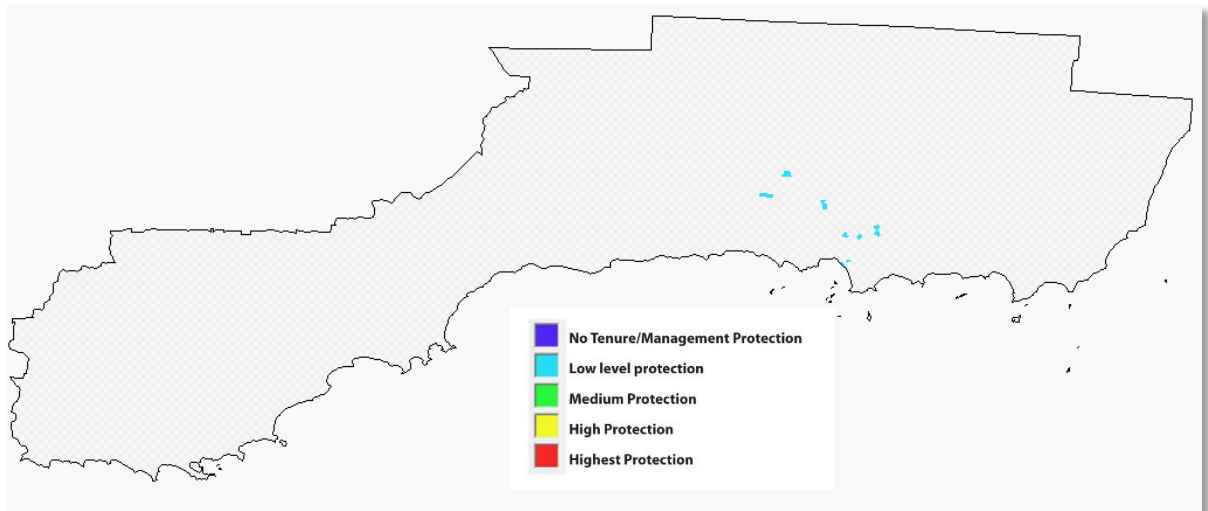 No Tenure/Management Protection
Low level protection
Medium Protection
High Protection
Highest Protection